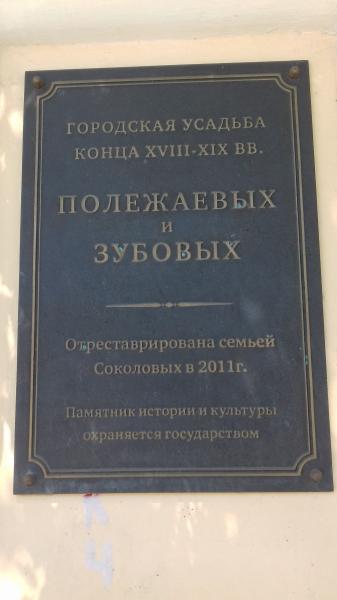 ГОРОДСКАЯ УСАДЬБА
КОНЦА XVIII-XIX ВВ.
ПОЛЕЖАЕВЫХ
И
ЗУБОВЫХ
Отреставрирована семьей
Соколовых в 2011г.
Памятник истории и культуры
охраняется государством